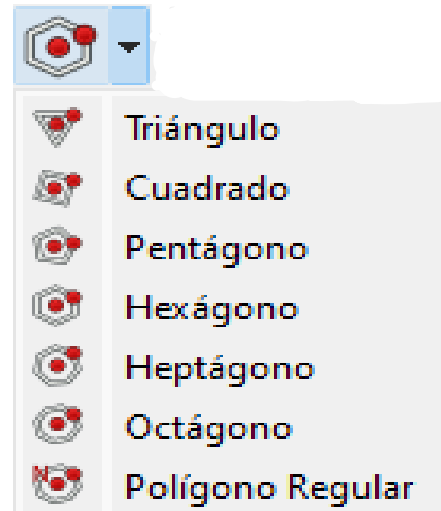 Triángulo
Cuadrado
Pentágono
Hexágono
Heptágono
Octágono
N
Polígono Regular